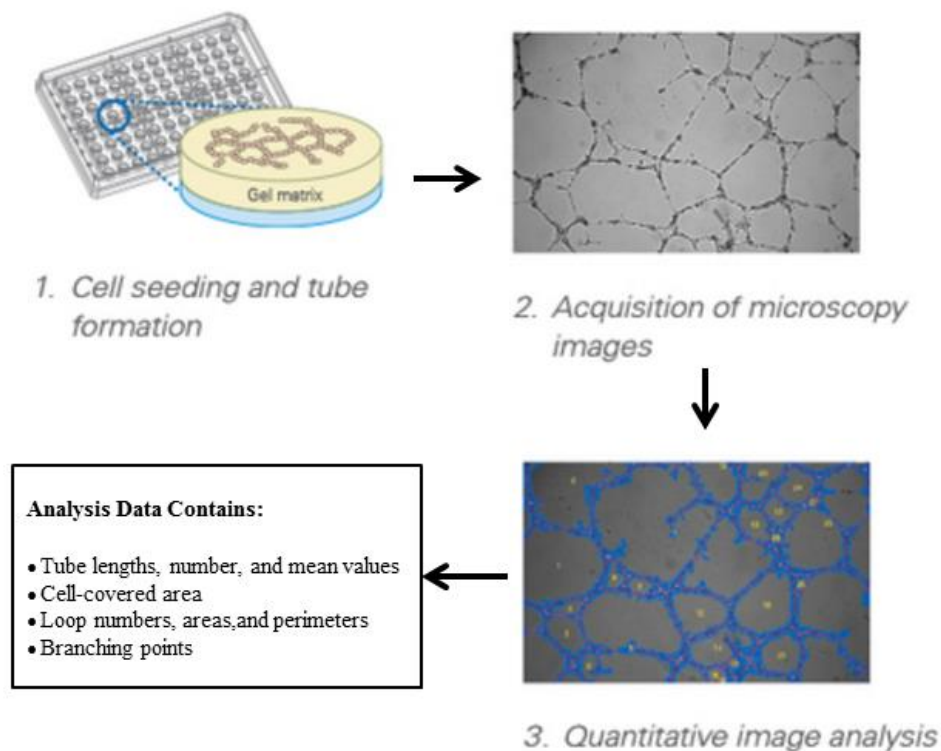 Gel matrix
1. Cell seeding and tube
formation
2. Acquisition of microscopy
images
Analysis Data Contains:
• Tube lengths, number, and mean values
• Cell-covered area
• Loop numbers, areas,and perimeters
• Branching points
3. Quantitative image analysis